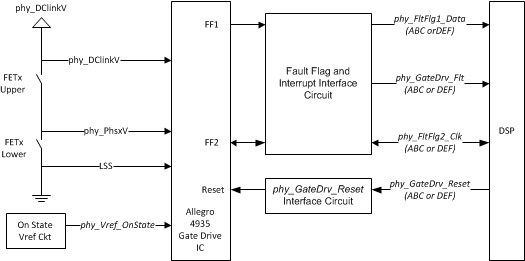 phy_DClinkV
FETx
Upper
phy_DClinkV
FETx
Lower
phy_PhsxV
LSS
On State
Vref Ckt
phy_Vref_OnState
FF1
FF2
Reset
Allegro
4935
Gate Drive
IC
Fault Flag and
Interrupt Interface
Circuit
phy_GateDrv_Reset
Interface Circuit
phy_FltFlg1_Data
(ABC orDEF)
phy_GateDrv_Flt
(ABC or DEF)
phy_FltFlg2_Clk
(ABC or DEF)
phy_GateDrv_Reset
(ABC or DEF)
DSP